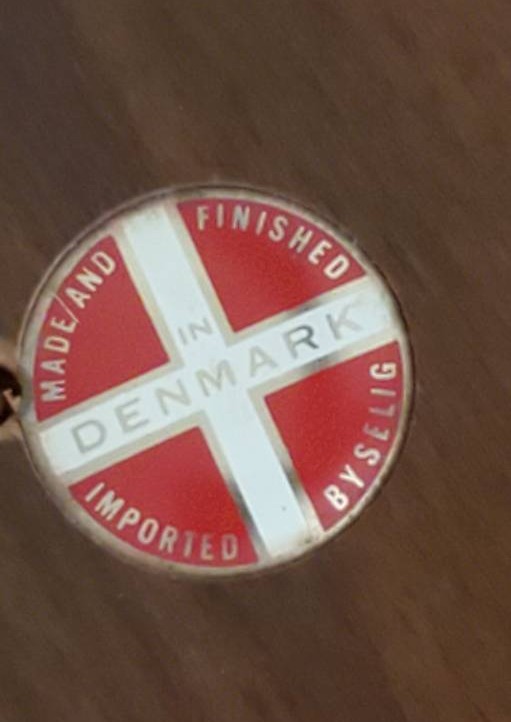 MADE/AND
FINISHED
IN
DENMARK
IMPORTED
BY SELIG